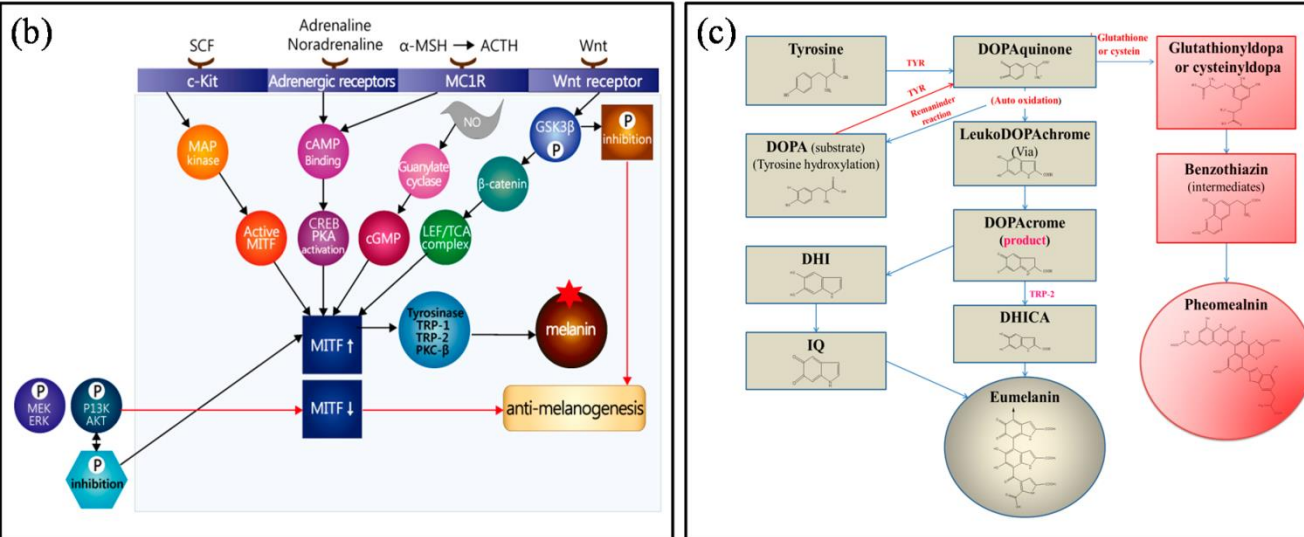 (b)
SCF
Adrenaline
Noradrenaline
α-MSH → ACTH
Wnt
c-Kit
Adrenergic receptors
MC1R
Wnt receptor
MAP
kinase
cAMP
Binding
NO
Guanylate
cyclase
GSK3β
P
P
inhibition
β-catenin
Active
MITF
CREB
PKA
activation
cGMP
LEF/TCA
complex
MITF ↑
Tyrosinase
TRP-1
TRP-2
PKC-β
melanin
P
MEK
ERK
P
P13K
AKT
MITF ↓
anti-melanogenesis
P
inhibition
(c)
Tyrosine
TYR
DOPAquinone
Glutathione
or cystein
Glutathionyldopa
or cysteinyldopa
TYR
Remaninder
reaction
(Auto oxidation)
DOPA (substrate)
(Tyrosine hydroxylation)
LeukoDOPAchrome
(Via)
Benzothiazin
(intermediates)
DOPAcrome
(product)
DHI
TRP-2
DHICA
Pheomealnin
IQ
Eumelanin